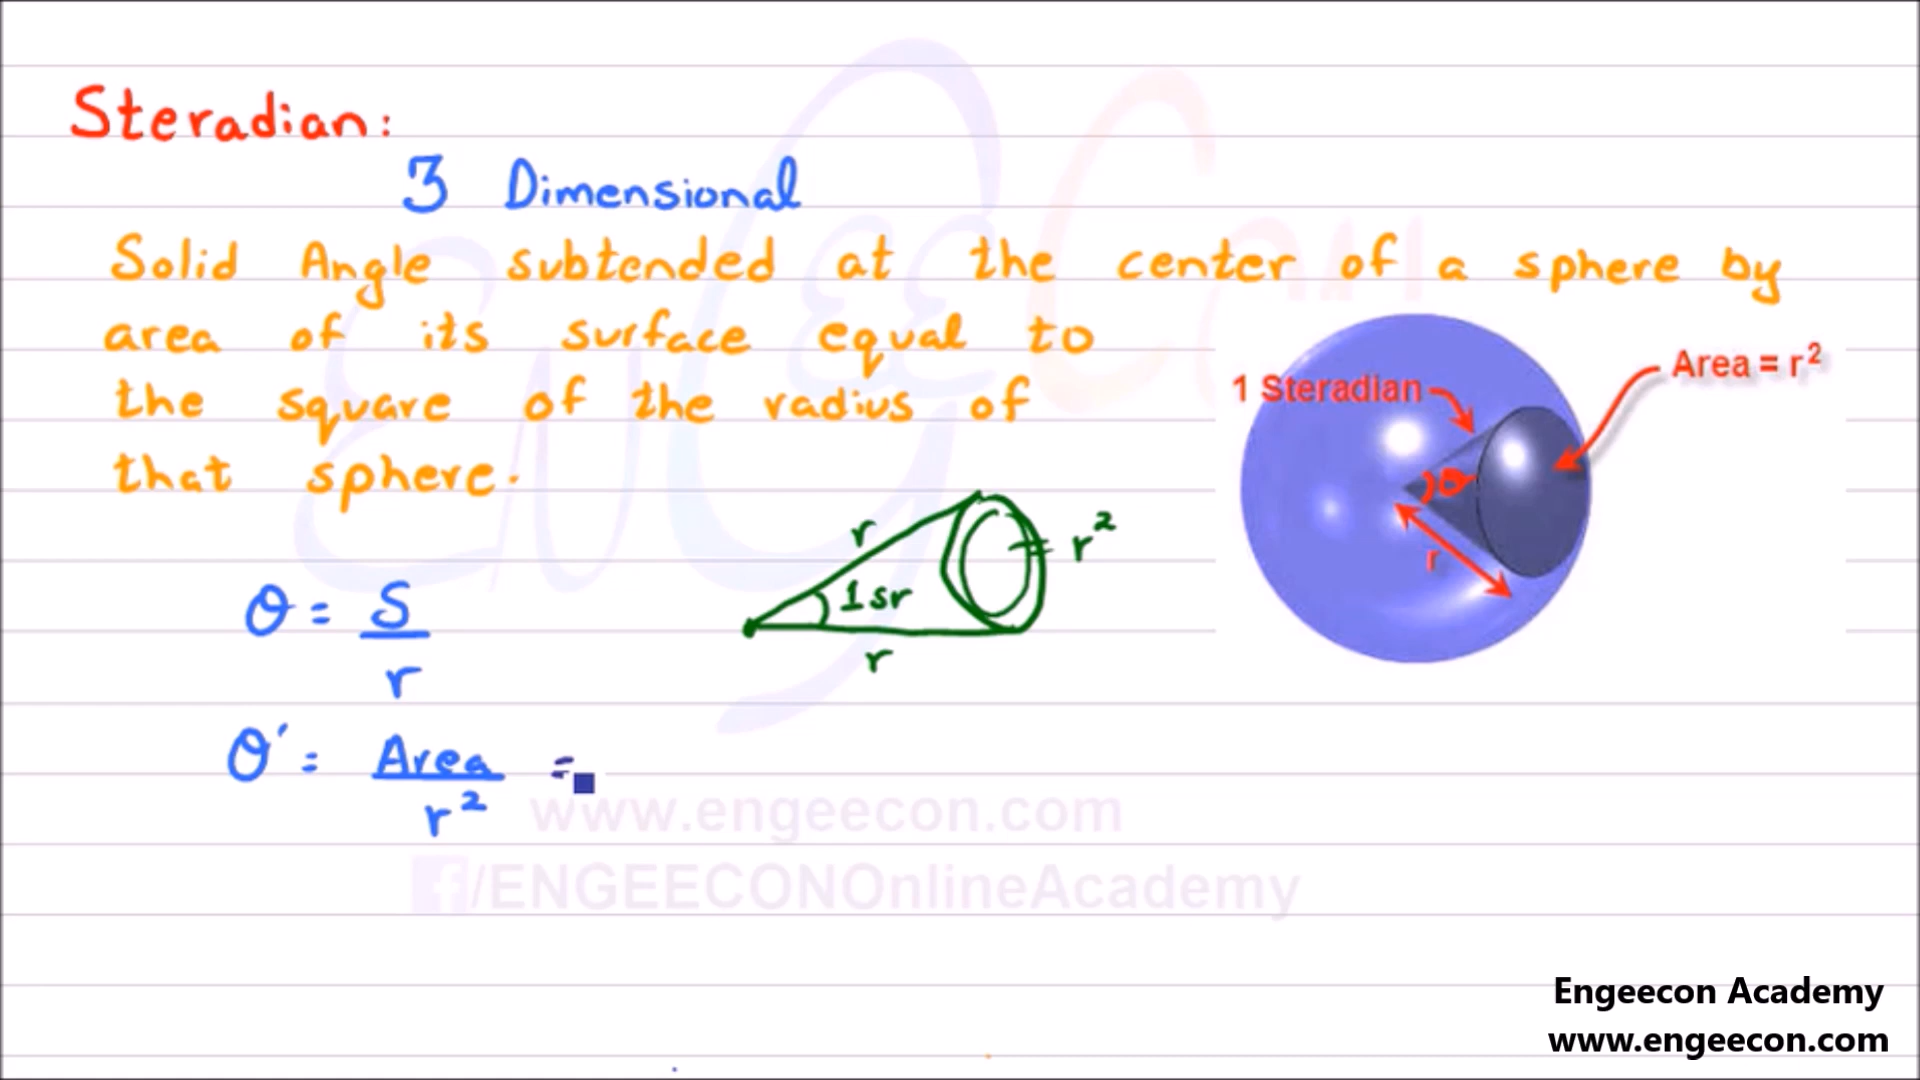 Steradian:
3 Dimensional
Solid Angle subtended at the center of a sphere by
area of its surface equal to
the square of the radius of
that sphere.
1 Steradian
Area = r²
θ
r
r
1sr
= r²
r
θ = S
r
θ' = Area =
r²
ENGEECON
www.engeecon.com
f/ENGEECONOnlineAcademy
Engeecon Academy
www.engeecon.com